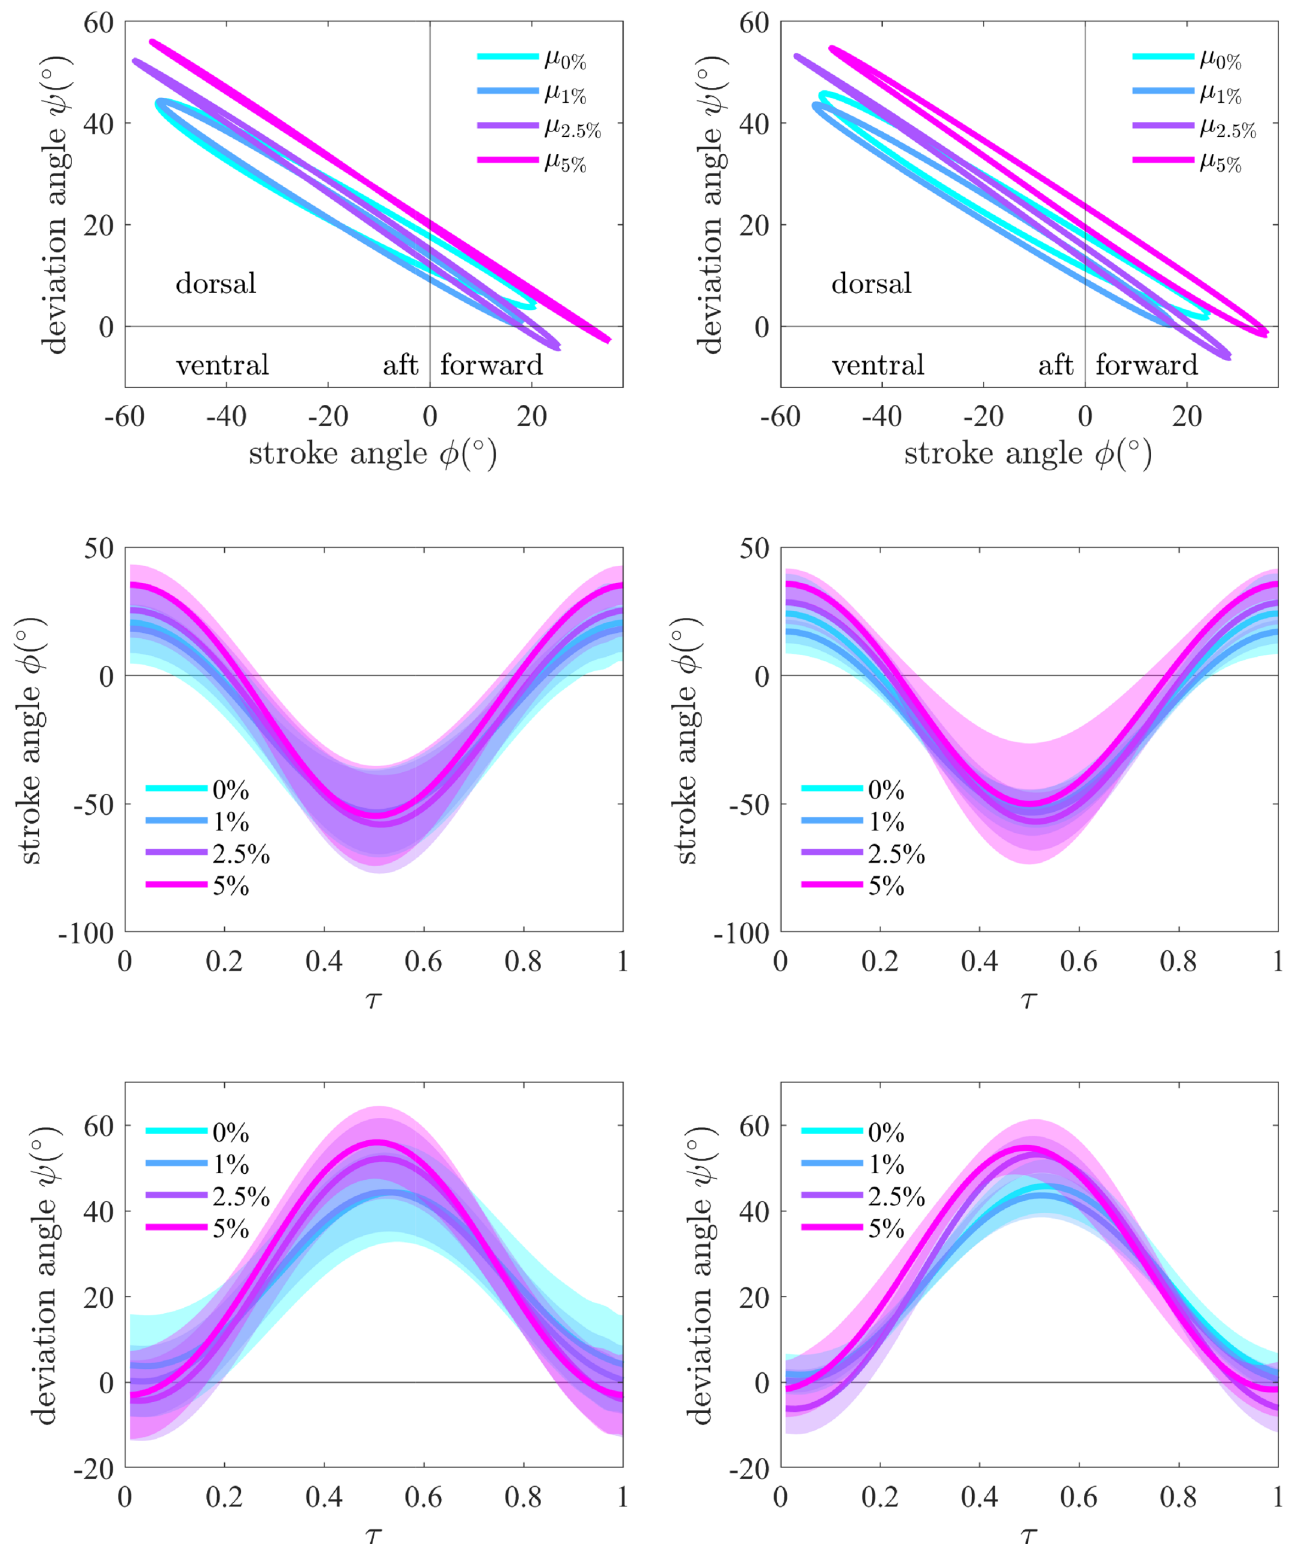 60
40
20
0
deviation angle ψ(°)
μ0%
μ1%
μ2.5%
μ5%
dorsal
ventral
aft
forward
-60
-40
-20
0
20
stroke angle ϕ(°)
60
40
20
0
deviation angle ψ(°)
μ0%
μ1%
μ2.5%
μ5%
dorsal
ventral
aft
forward
-60
-40
-20
0
20
stroke angle ϕ(°)
50
0
-50
-100
stroke angle ϕ(°)
0%
1%
2.5%
5%
0
0.2
0.4
0.6
0.8
1
τ
50
0
-50
-100
stroke angle ϕ(°)
0%
1%
2.5%
5%
0
0.2
0.4
0.6
0.8
1
τ
60
40
20
0
-20
deviation angle ψ(°)
0%
1%
2.5%
5%
0
0.2
0.4
0.6
0.8
1
τ
60
40
20
0
-20
deviation angle ψ(°)
0%
1%
2.5%
5%
0
0.2
0.4
0.6
0.8
1
τ